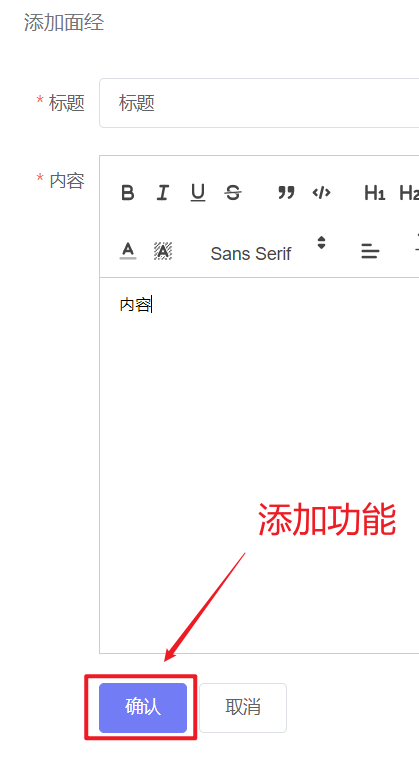 添加面经
* 标题 标题
* 内容
B I U S ” </> H1 H2
A A Sans Serif
内容
添加功能
确认 取消